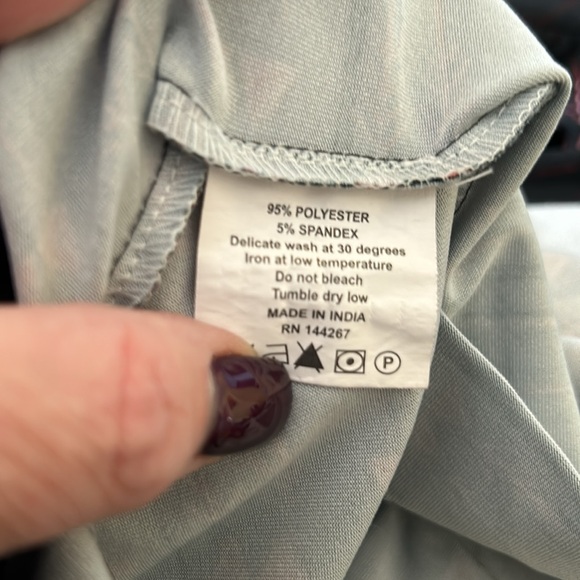 95% POLYESTER
5% SPANDEX
Delicate wash at 30 degrees
Iron at low temperature
Do not bleach
Tumble dry low
MADE IN INDIA
RN 144267
P